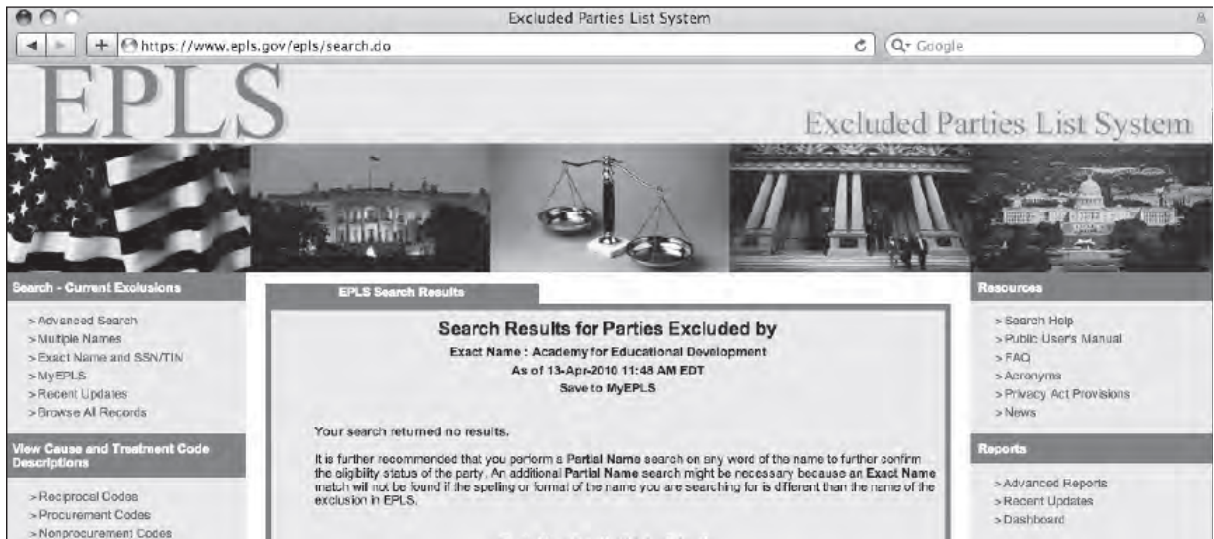 Excluded Parties List System
https://www.epls.gov/epls/search.do
Google
EPLS
Excluded Parties List System
Search - Current Exclusions
> Advanced Search
> Multiple Names
> Exact Name and SSN/TIN
> MyEPLS
> Recent Updates
> Browse All Records
View Cause and Treatment Code
Descriptions
> Reciprocal Codes
> Procurement Codes
> Nonprocurement Codes
EPLS Search Results
Search Results for Parties Excluded by
Exact Name : Academy for Educational Development
As of 13-Apr-2010 11:48 AM EDT
Save to MyEPLS
Your search returned no results.
It is further recommended that you perform a Partial Name search on any word of the name to further confirm
the eligibility status of the party. An additional Partial Name search might be necessary because an Exact Name
match will not be found if the spelling or format of the name you are searching for is different than the name of the
exclusion in EPLS.
Resources
> Search Help
> Public User's Manual
> FAQ
> Acronyms
> Privacy Act Provisions
> News
Reports
> Advanced Reports
> Recent Updates
> Dashboard